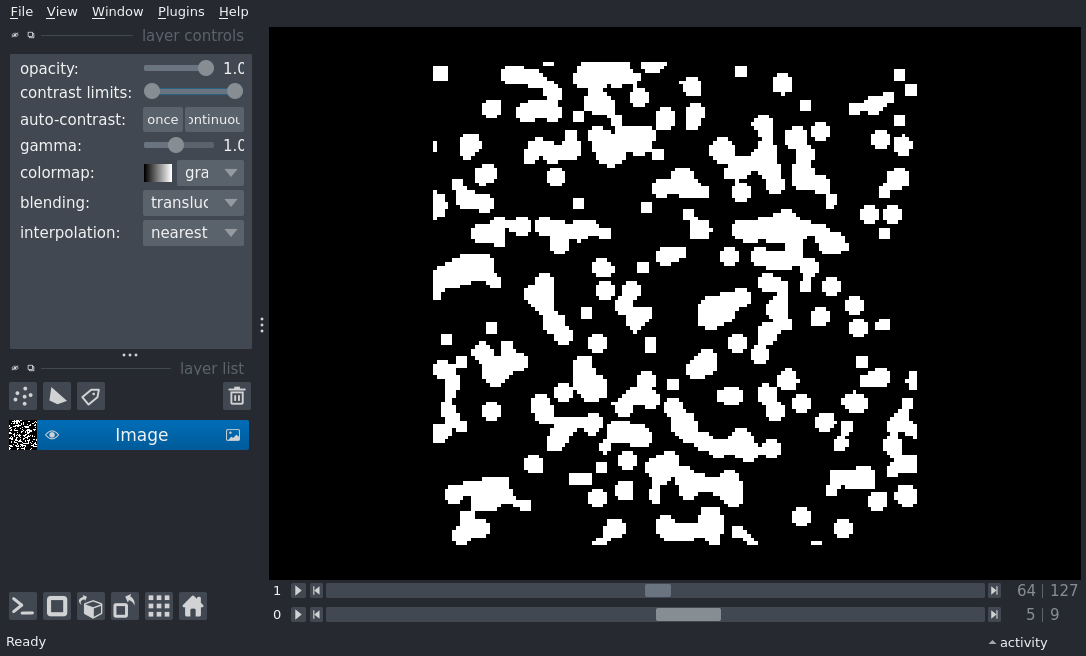 File View Window Plugins Help
layer controls
opacity: 1.0
contrast limits:
auto-contrast: once ontinuou
gamma: 1.0
colormap: gra
blending: transluc
interpolation: nearest
layer list
Image
1 64 127
0 5 9
Ready activity